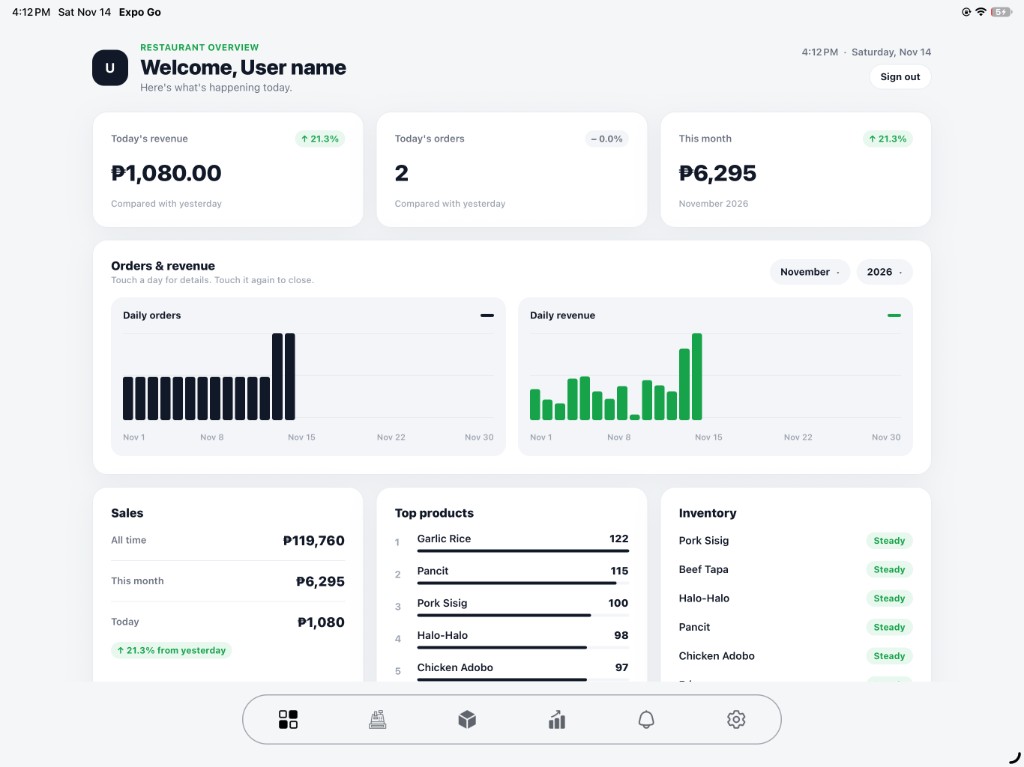 4:12 PM Sat Nov 14 Expo Go
5
RESTAURANT OVERVIEW
U
Welcome, User name
Here's what's happening today.
4:12 PM · Saturday, Nov 14
Sign out
Today's revenue
↑ 21.3%
₱1,080.00
Compared with yesterday
Today's orders
– 0.0%
2
Compared with yesterday
This month
↑ 21.3%
₱6,295
November 2026
Orders & revenue
Touch a day for details. Touch it again to close.
November ·
2026 ·
Daily orders
Nov 1 Nov 8 Nov 15 Nov 22 Nov 30
Daily revenue
Nov 1 Nov 8 Nov 15 Nov 22 Nov 30
Sales
All time ₱119,760
This month ₱6,295
Today ₱1,080
↑ 21.3% from yesterday
Top products
1 Garlic Rice 122
2 Pancit 115
3 Pork Sisig 100
4 Halo-Halo 98
5 Chicken Adobo 97
Inventory
Pork Sisig Steady
Beef Tapa Steady
Halo-Halo Steady
Pancit Steady
Chicken Adobo Steady